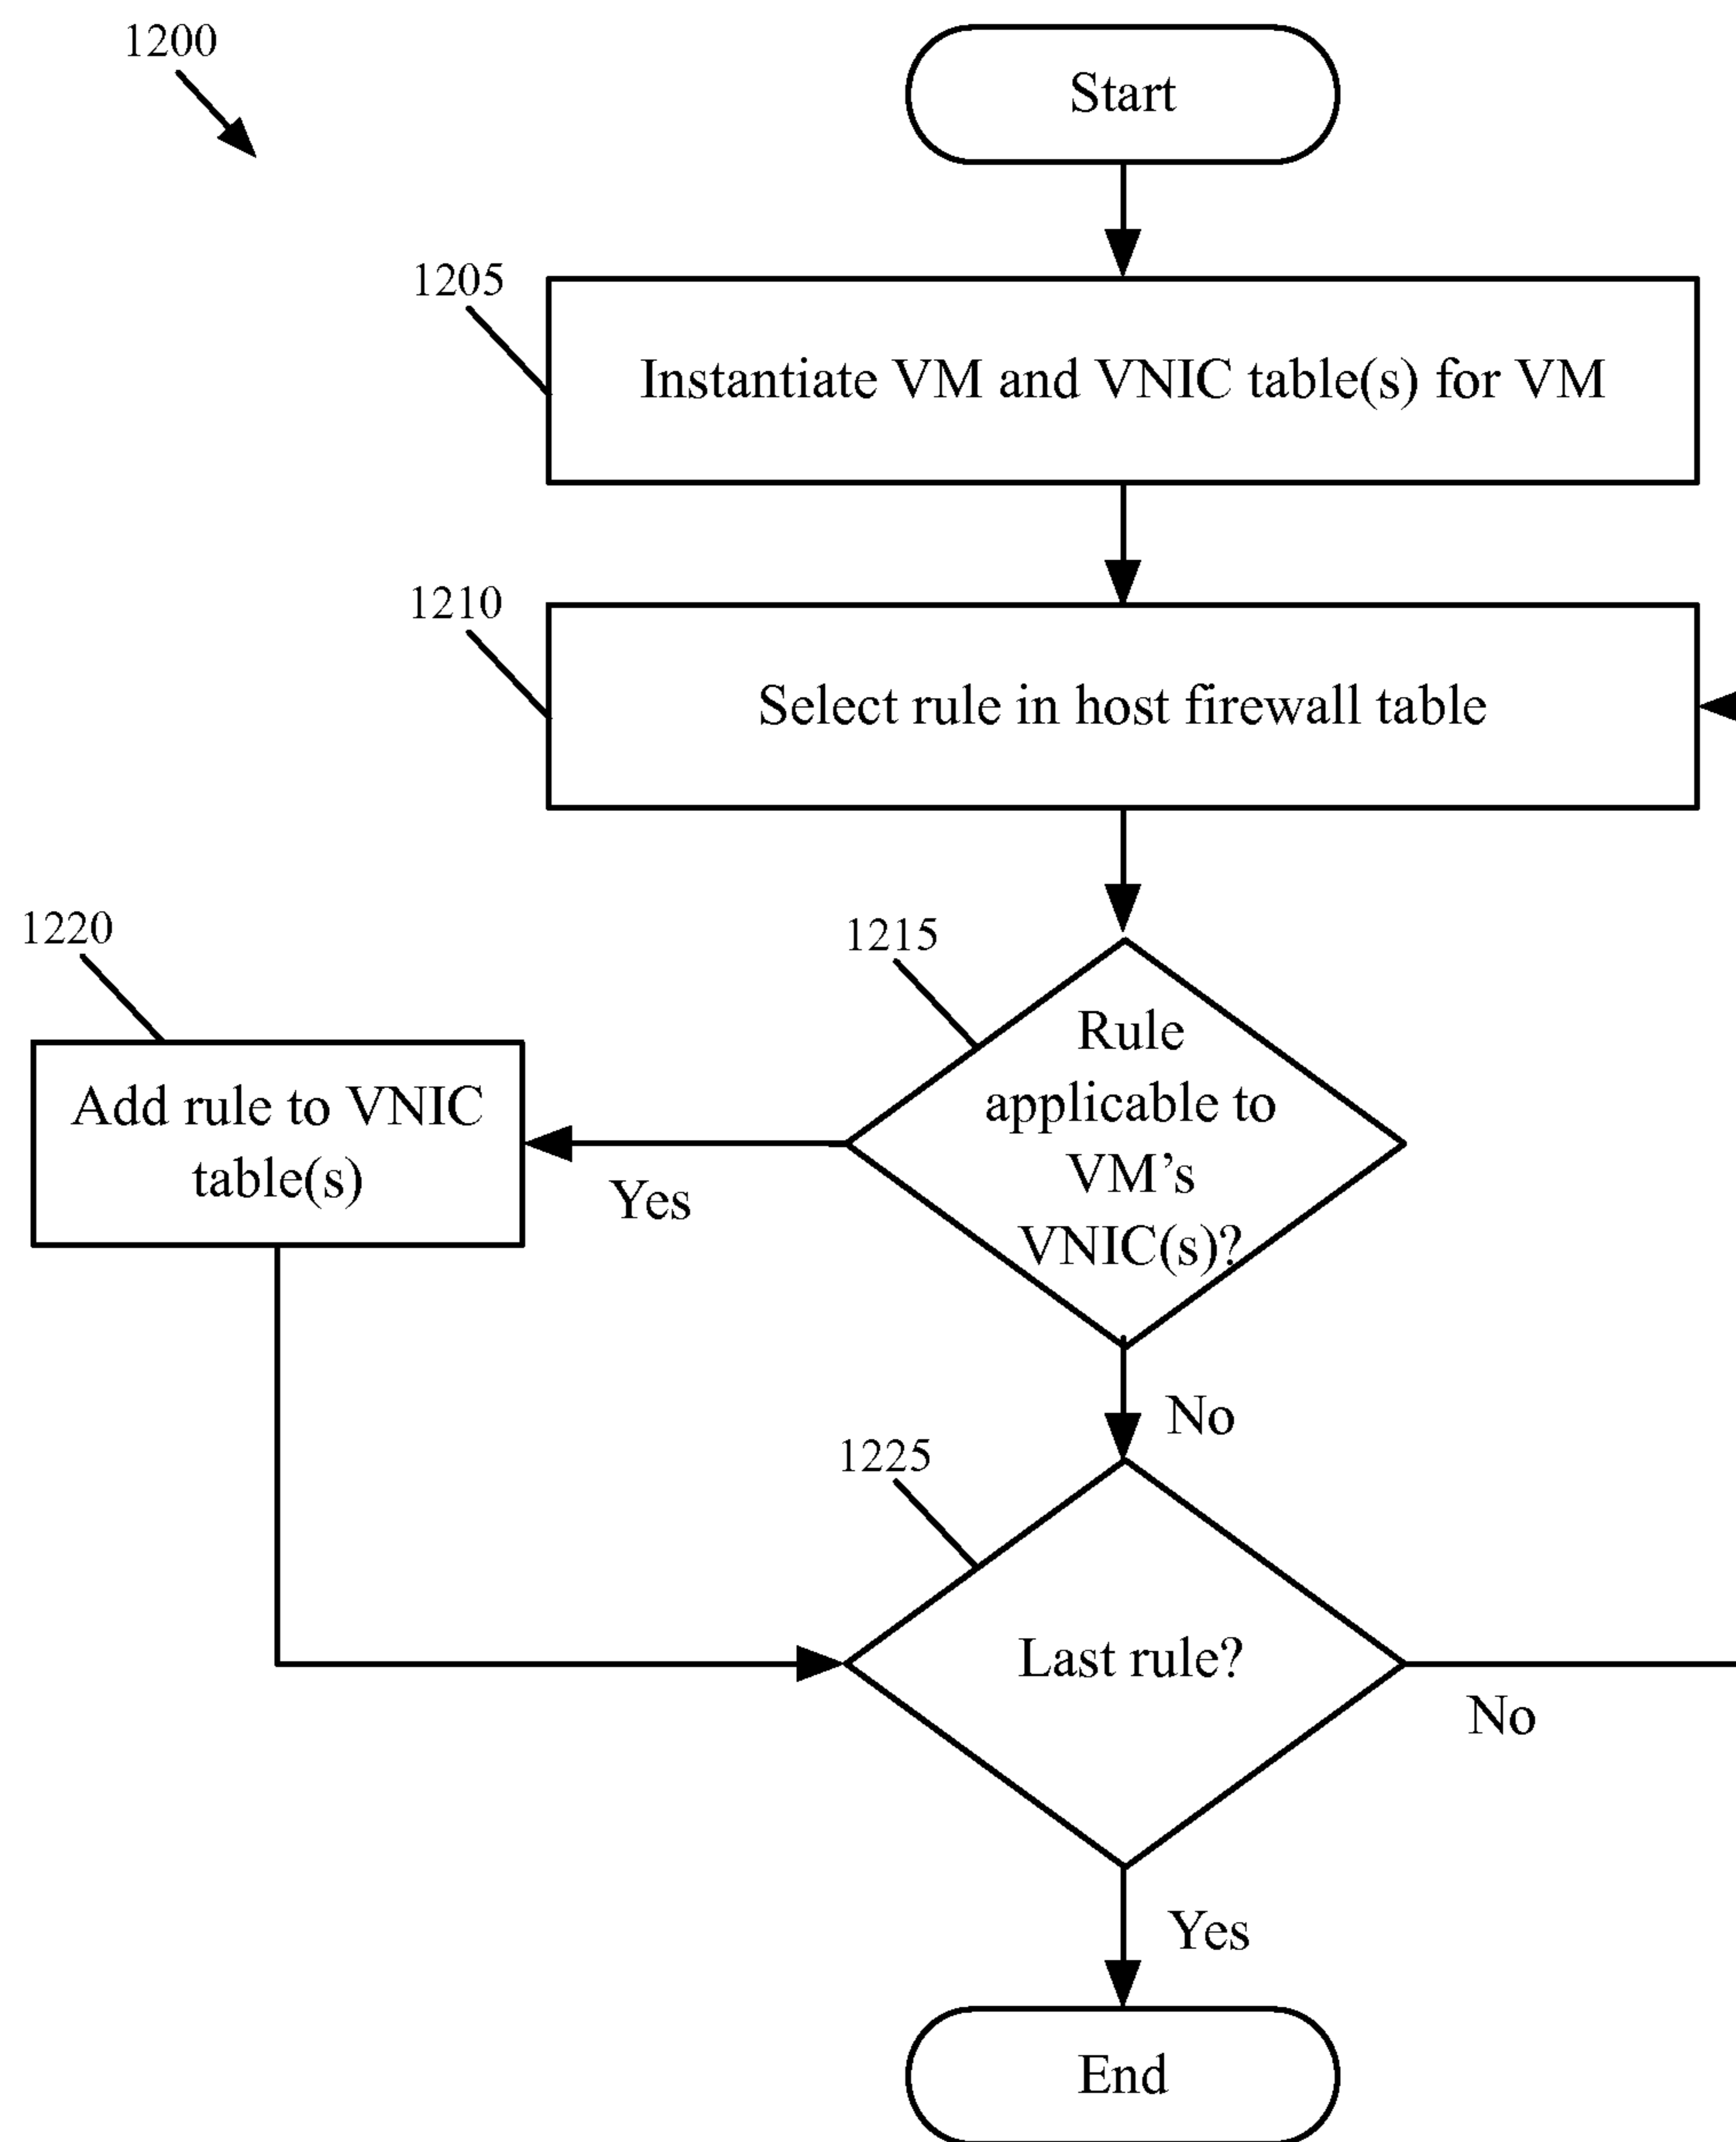 1200
Start
1205
Instantiate VM and VNIC table(s) for VM
1210
Select rule in host firewall table
1220
1215
Rule
applicable to
VM’s
VNIC(s)?
Add rule to VNIC
table(s)
Yes
No
1225
Last rule?
No
Yes
End